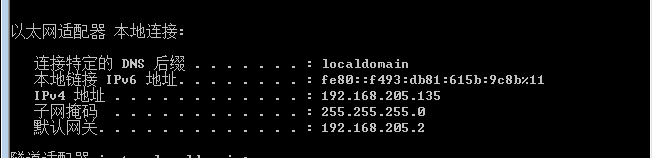 以太网适配器 本地连接:
连接特定的 DNS 后缀 . . . . . . . : localdomain
本地链接 IPv6 地址. . . . . . . . : fe80::f493:db81:615b:9c8b%11
IPv4 地址 . . . . . . . . . . . . : 192.168.205.135
子网掩码 . . . . . . . . . . . . : 255.255.255.0
默认网关. . . . . . . . . . . . . : 192.168.205.2